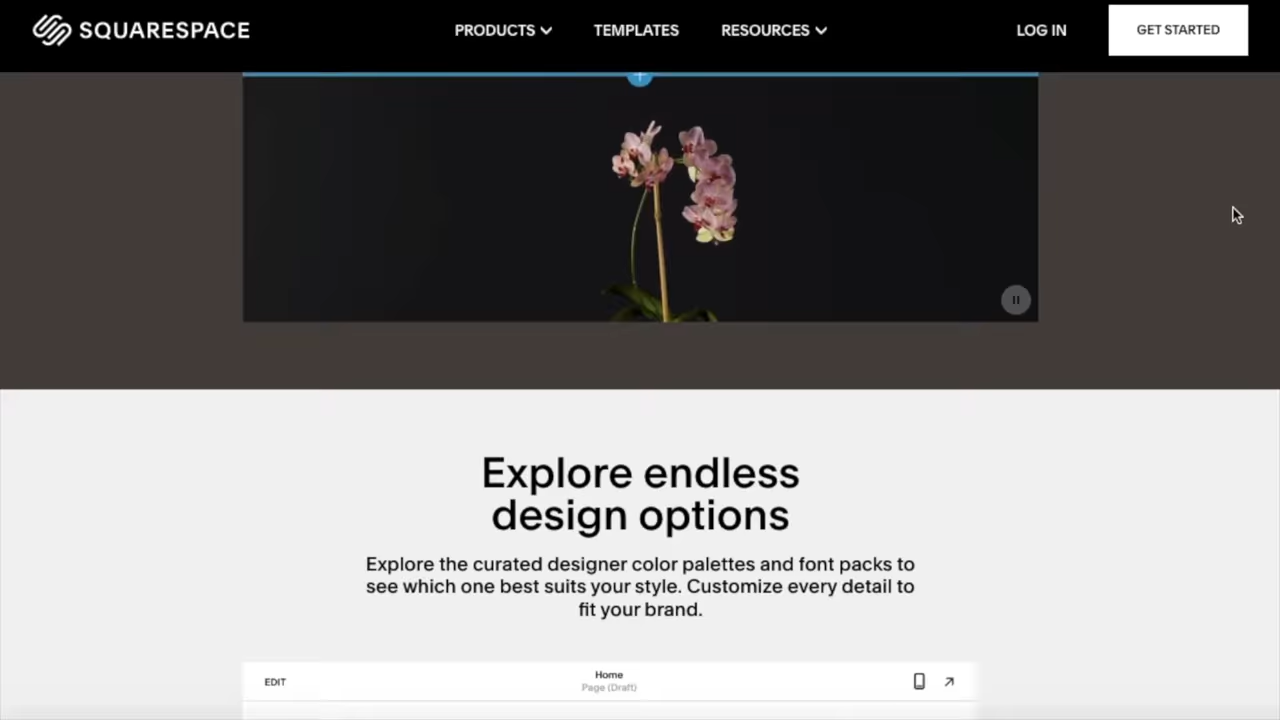 SQUARESPACE
PRODUCTS
TEMPLATES
RESOURCES
LOG IN
GET STARTED
Explore endless
design options
Explore the curated designer color palettes and font packs to
see which one best suits your style. Customize every detail to
fit your brand.
EDIT
Home
Page (Draft)